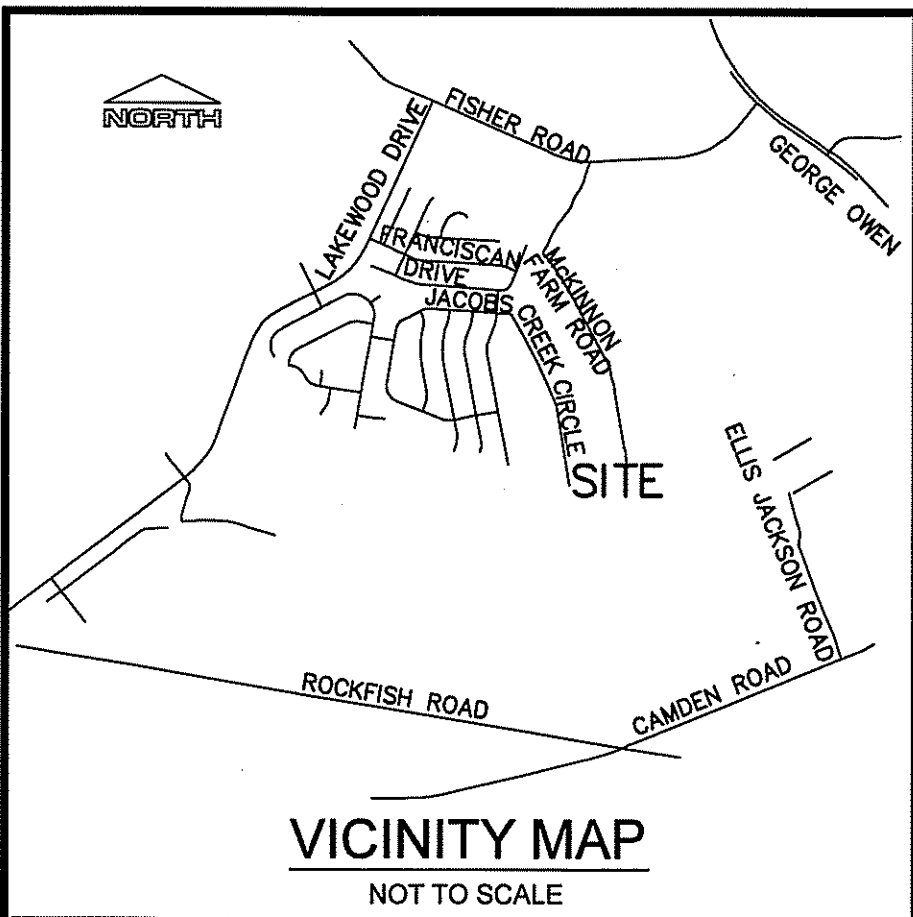 NORTH
FISHER ROAD
LAKEWOOD DRIVE
GEORGE OWEN
FRANCISCAN
DRIVE
McKINNON
FARM ROAD
JACOBS CREEK CIRCLE
SITE
ELLIS JACKSON ROAD
ROCKFISH ROAD
CAMDEN ROAD
VICINITY MAP
NOT TO SCALE